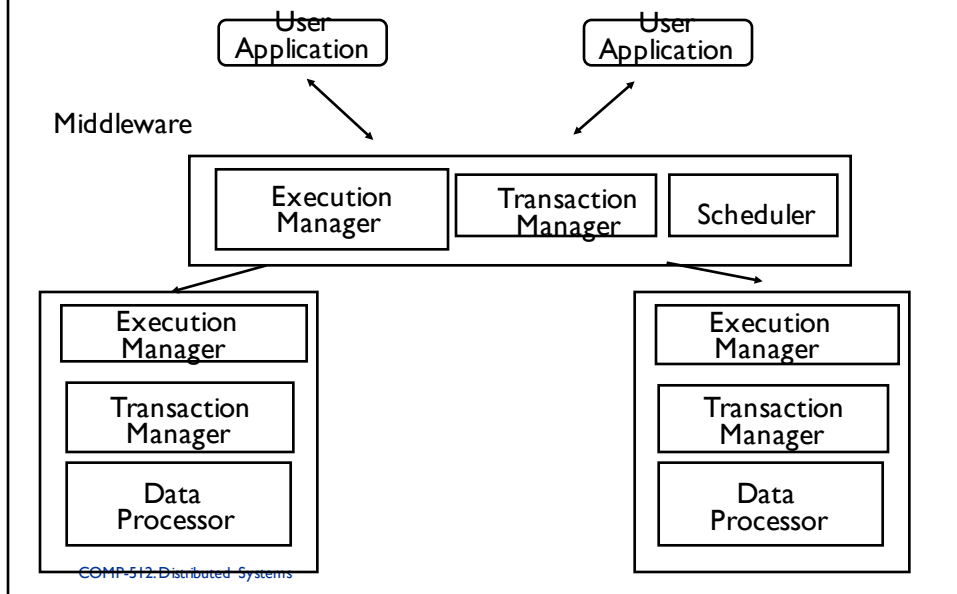 User
Application
User
Application
Middleware
Execution
Manager
Transaction
Manager
Scheduler
Execution
Manager
Transaction
Manager
Data
Processor
Execution
Manager
Transaction
Manager
Data
Processor
COMP-512: Distributed Systems